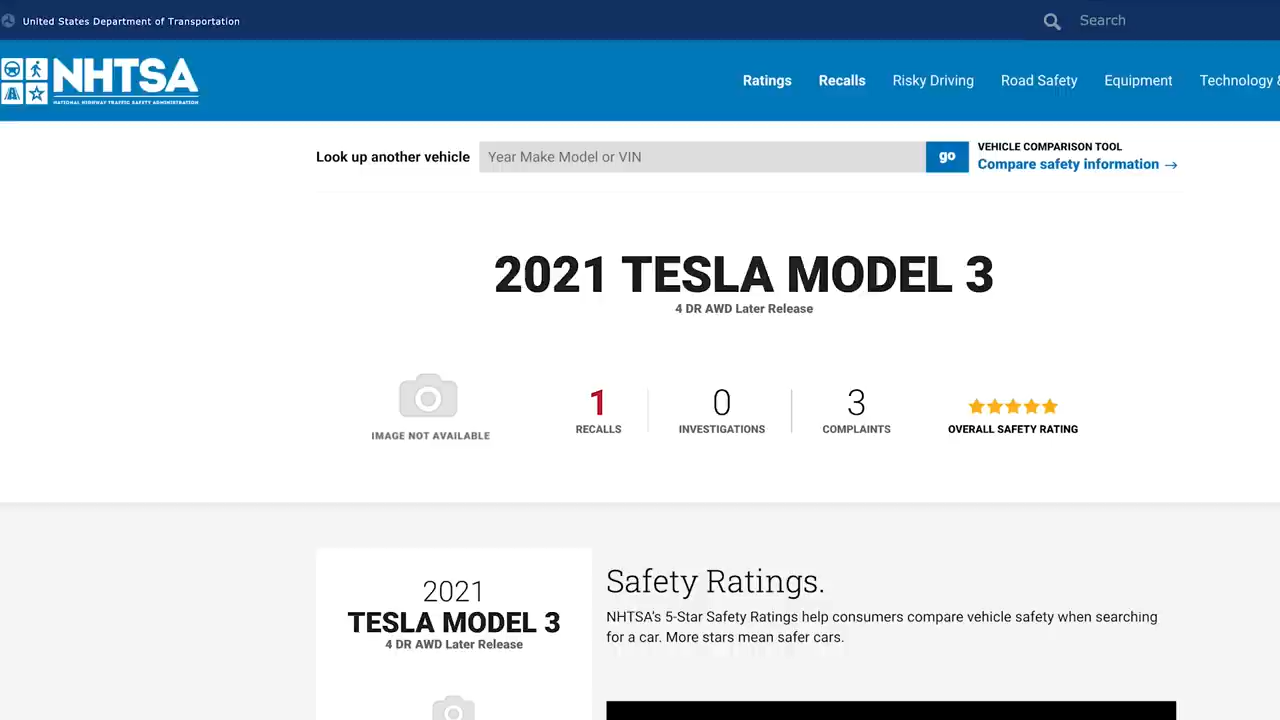 United States Department of Transportation
Search
NHTSA
NATIONAL HIGHWAY TRAFFIC SAFETY ADMINISTRATION
Ratings Recalls Risky Driving Road Safety Equipment Technology &
Look up another vehicle
Year Make Model or VIN
go
VEHICLE COMPARISON TOOL
Compare safety information →
2021 TESLA MODEL 3
4 DR AWD Later Release
IMAGE NOT AVAILABLE
1
RECALLS
0
INVESTIGATIONS
3
COMPLAINTS
OVERALL SAFETY RATING
2021
TESLA MODEL 3
4 DR AWD Later Release
Safety Ratings.
NHTSA's 5-Star Safety Ratings help consumers compare vehicle safety when searching
for a car. More stars mean safer cars.